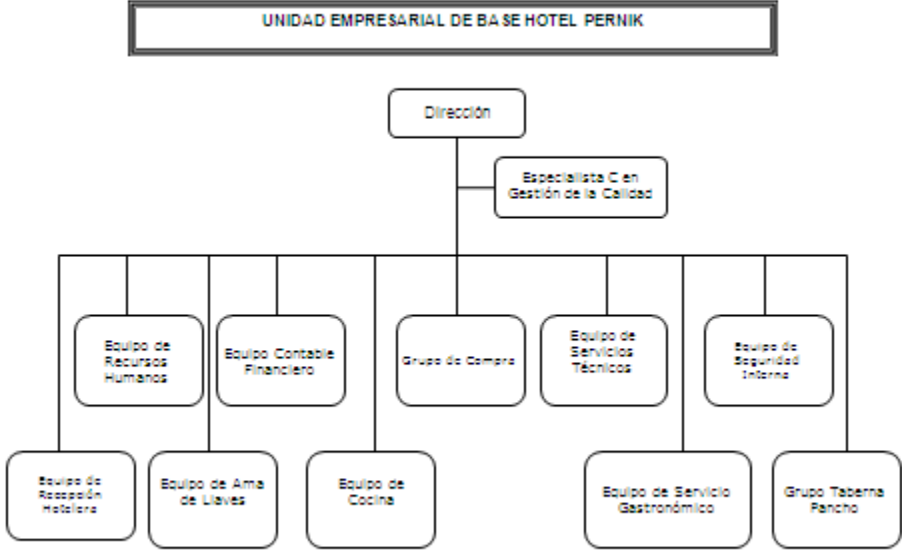 UNIDAD EMPRESARIAL DE BASE HOTEL PERNIK
Dirección
Especialista C en
Gestión de la Calidad
Equipo de
Recursos
Humanos
Equipo Contable
Financiero
Grupo de Compra
Equipo de
Servicios
Técnicos
Equipo de
Seguridad
Interna
Equipo de
Recepción
Hotelera
Equipo de Ama
de Llaves
Equipo de
Cocina
Equipo de Servicio
Gastronómico
Grupo Taberna
Pancho